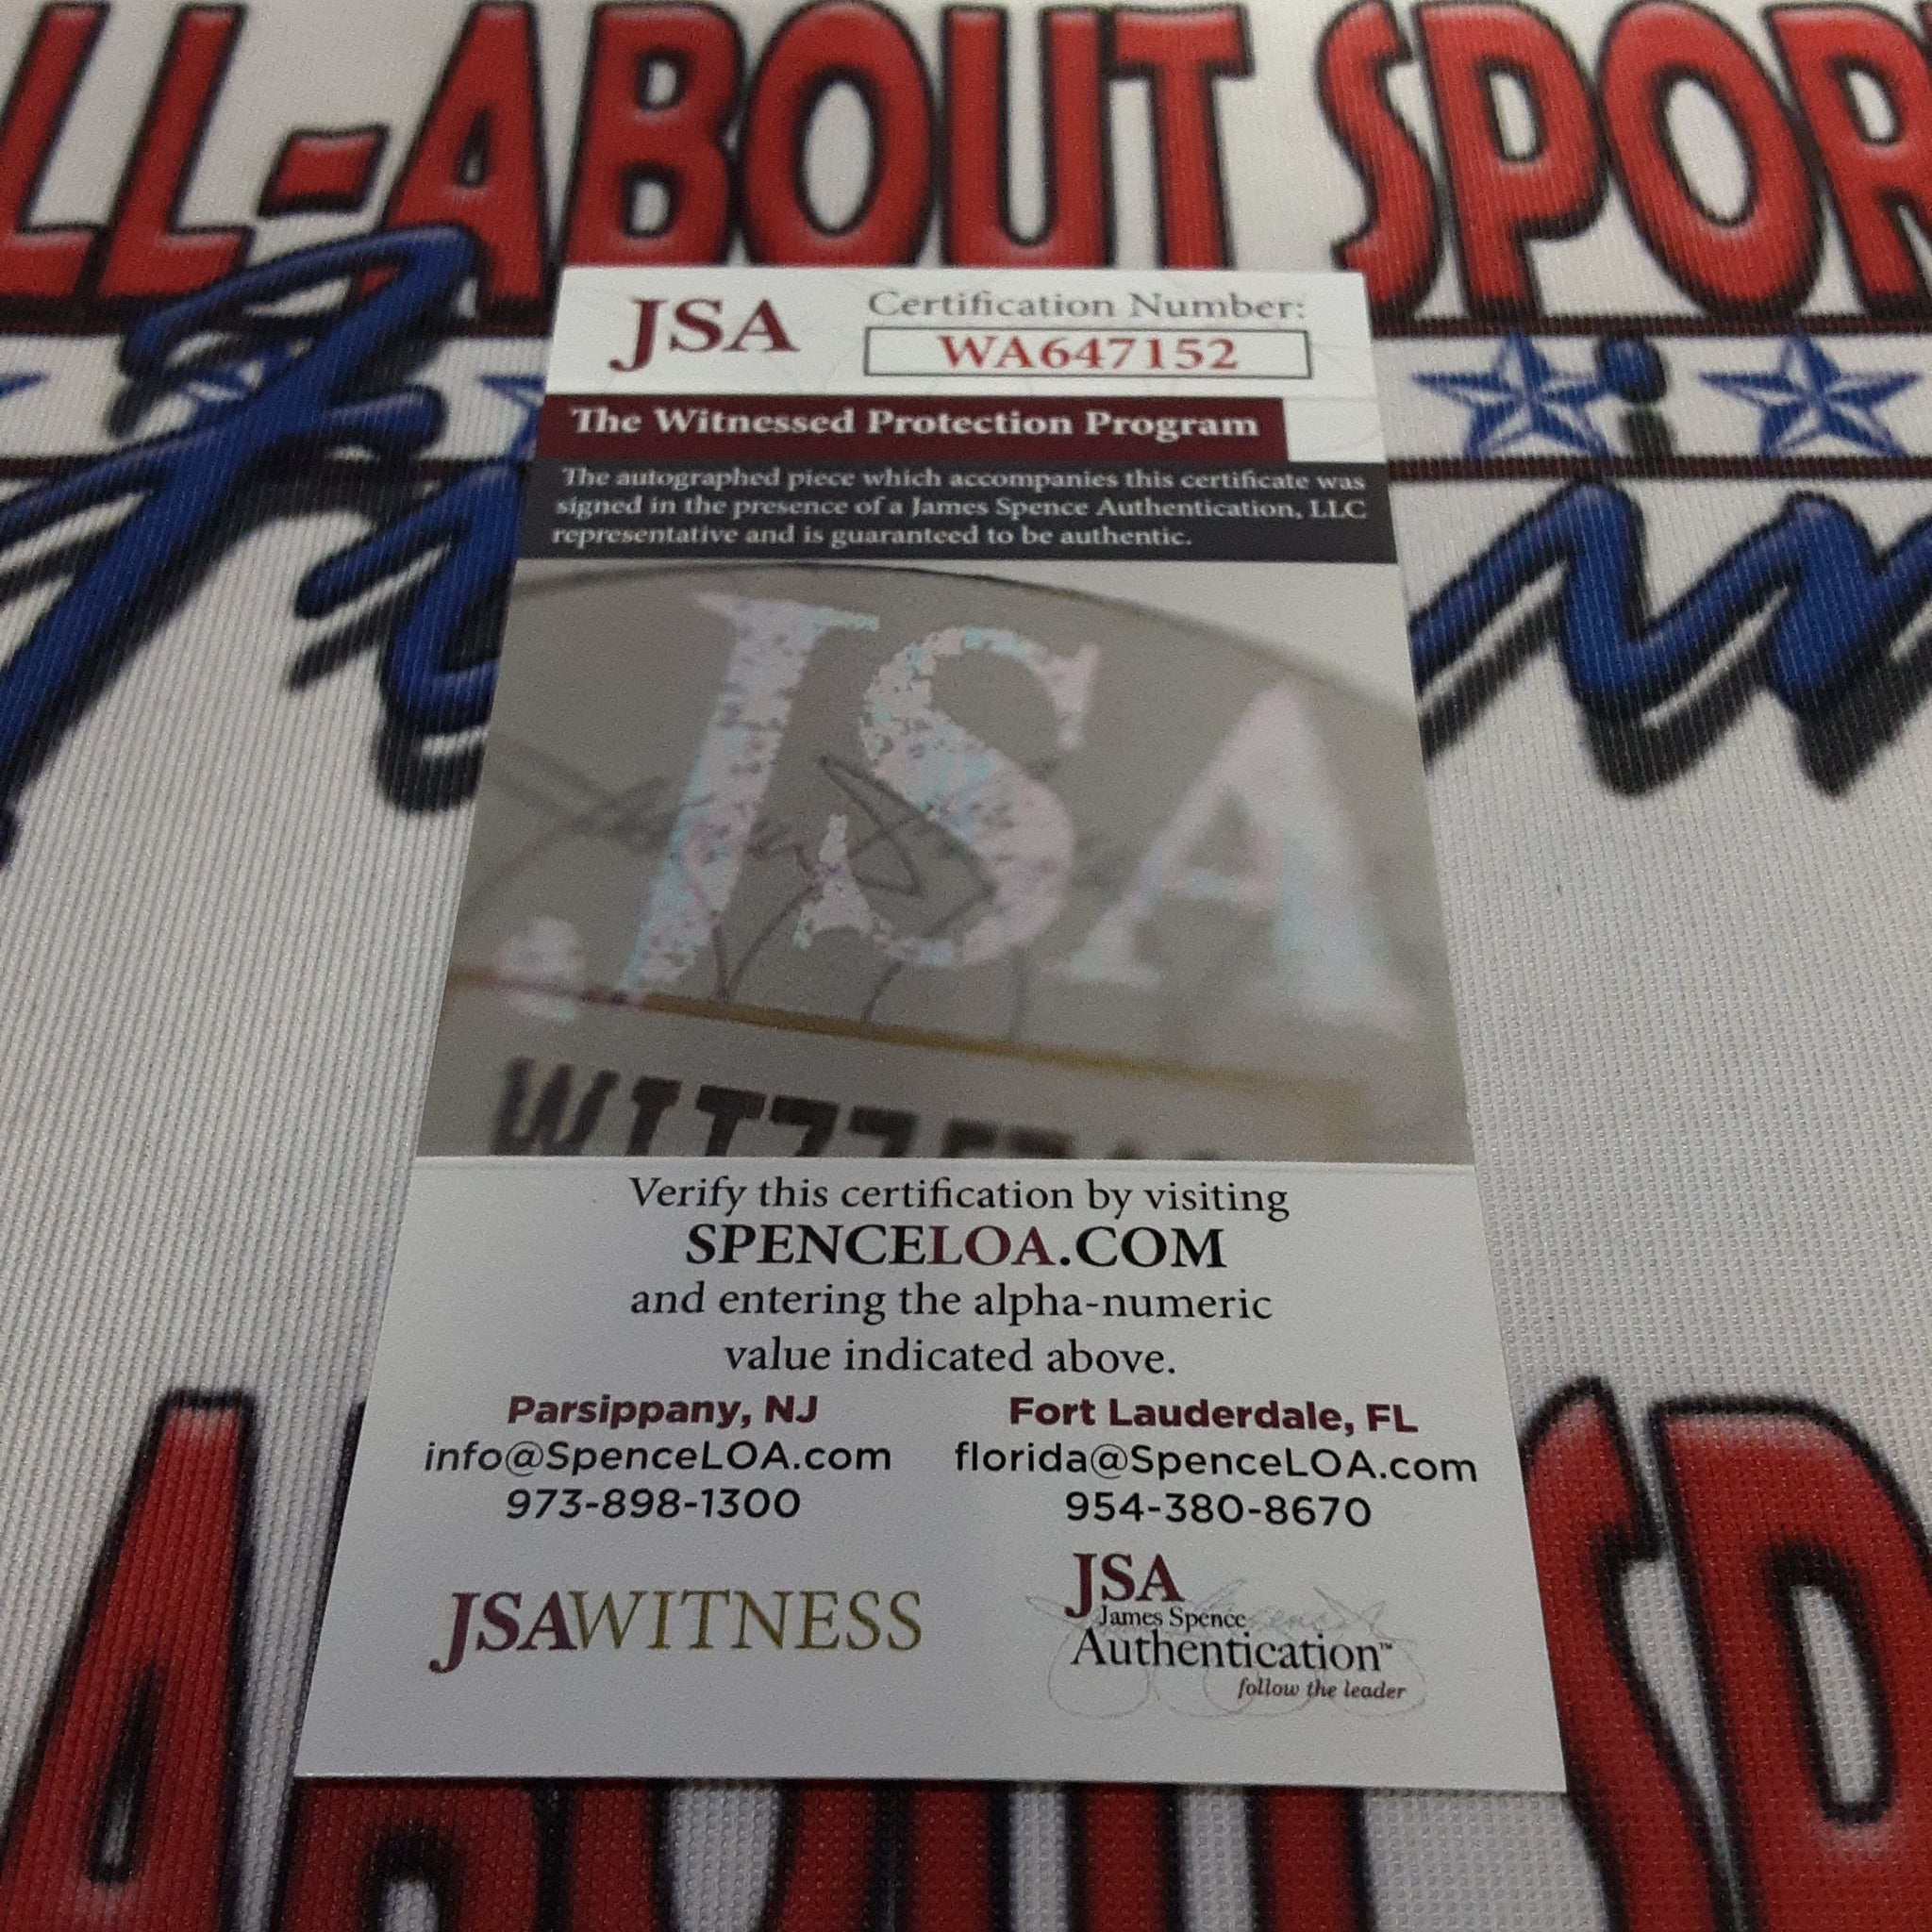 LL-ABOUT SPOR
JSA
Certification Number:
WA647152
The Witnessed Protection Program
The autographed piece which accompanies this certificate was
signed in the presence of a James Spence Authentication, LLC
representative and is guaranteed to be authentic.
JSA
Verify this certification by visiting
SPENCELOA.COM
and entering the alpha-numeric
value indicated above.
Parsippany, NJ
info@SpenceLOA.com
973-898-1300
Fort Lauderdale, FL
florida@SpenceLOA.com
954-380-8670
JSAWITNESS
JSA
James Spence
Authentication™
follow the leader